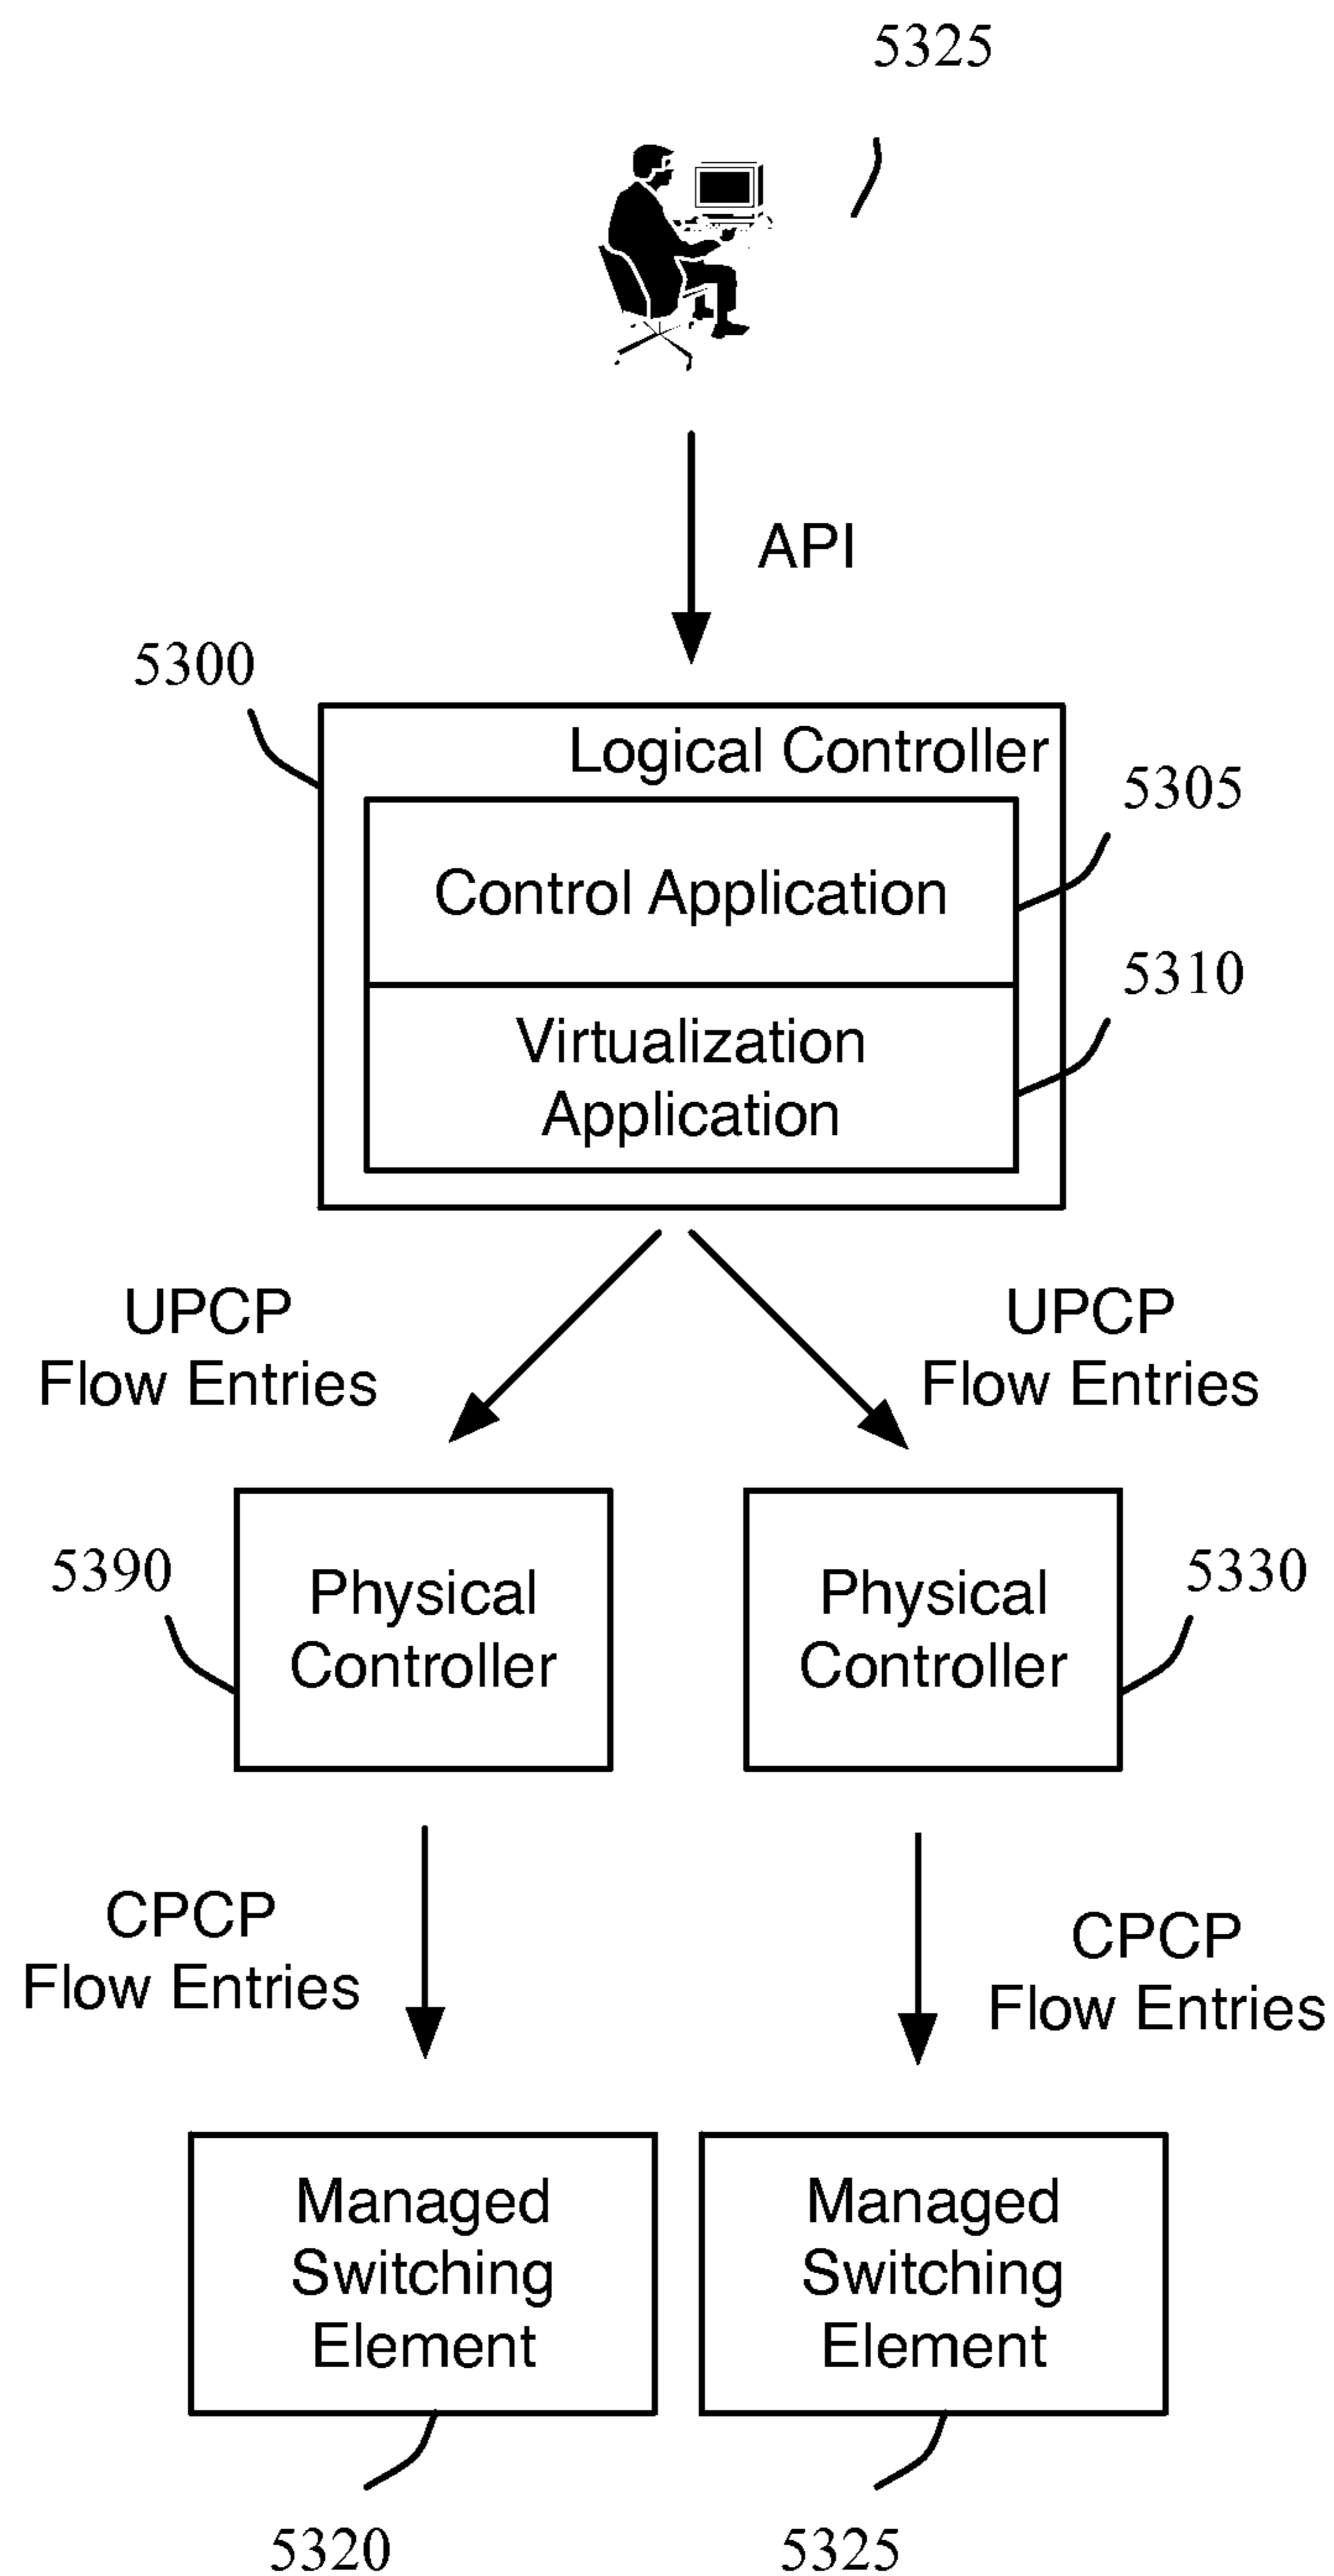 5325
API
5300
Logical Controller
5305
Control Application
5310
Virtualization
Application
UPCP
Flow Entries
UPCP
Flow Entries
5390
Physical
Controller
Physical
Controller
5330
CPCP
Flow Entries
CPCP
Flow Entries
Managed
Switching
Element
Managed
Switching
Element
5320
5325